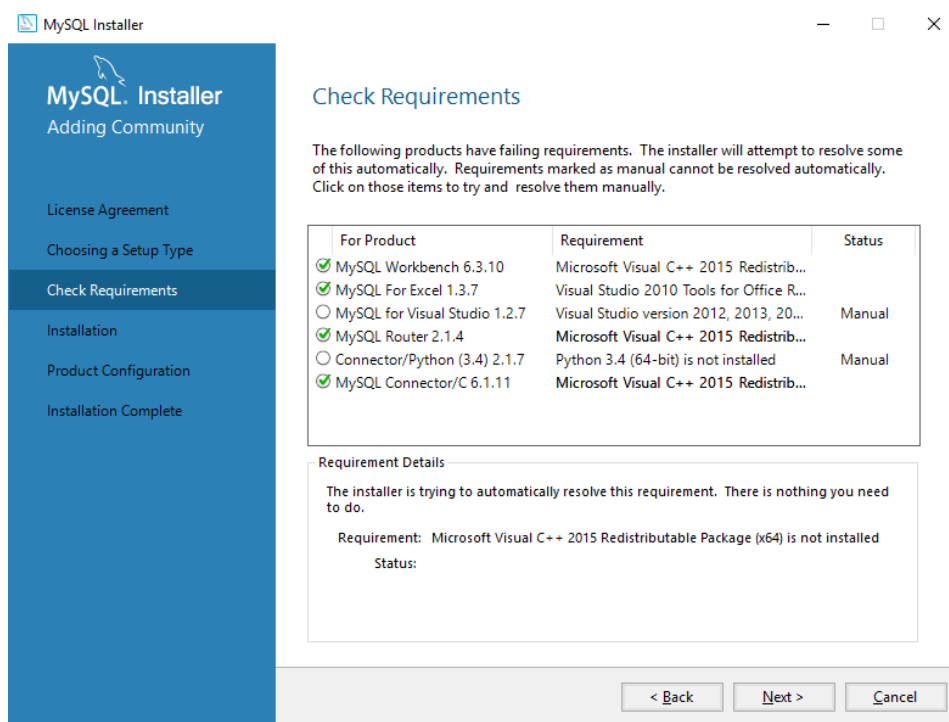 MySQL Installer
MySQL. Installer
Adding Community
License Agreement
Choosing a Setup Type
Check Requirements
Installation
Product Configuration
Installation Complete
Check Requirements
The following products have failing requirements. The installer will attempt to resolve some
of this automatically. Requirements marked as manual cannot be resolved automatically.
Click on those items to try and resolve them manually.
For Product Requirement Status
MySQL Workbench 6.3.10 Microsoft Visual C++ 2015 Redistrib...
MySQL For Excel 1.3.7 Visual Studio 2010 Tools for Office R...
MySQL for Visual Studio 1.2.7 Visual Studio version 2012, 2013, 20... Manual
MySQL Router 2.1.4 Microsoft Visual C++ 2015 Redistrib...
Connector/Python (3.4) 2.1.7 Python 3.4 (64-bit) is not installed Manual
MySQL Connector/C 6.1.11 Microsoft Visual C++ 2015 Redistrib...
Requirement Details
The installer is trying to automatically resolve this requirement. There is nothing you need
to do.
Requirement: Microsoft Visual C++ 2015 Redistributable Package (x64) is not installed
Status:
< Back Next > Cancel